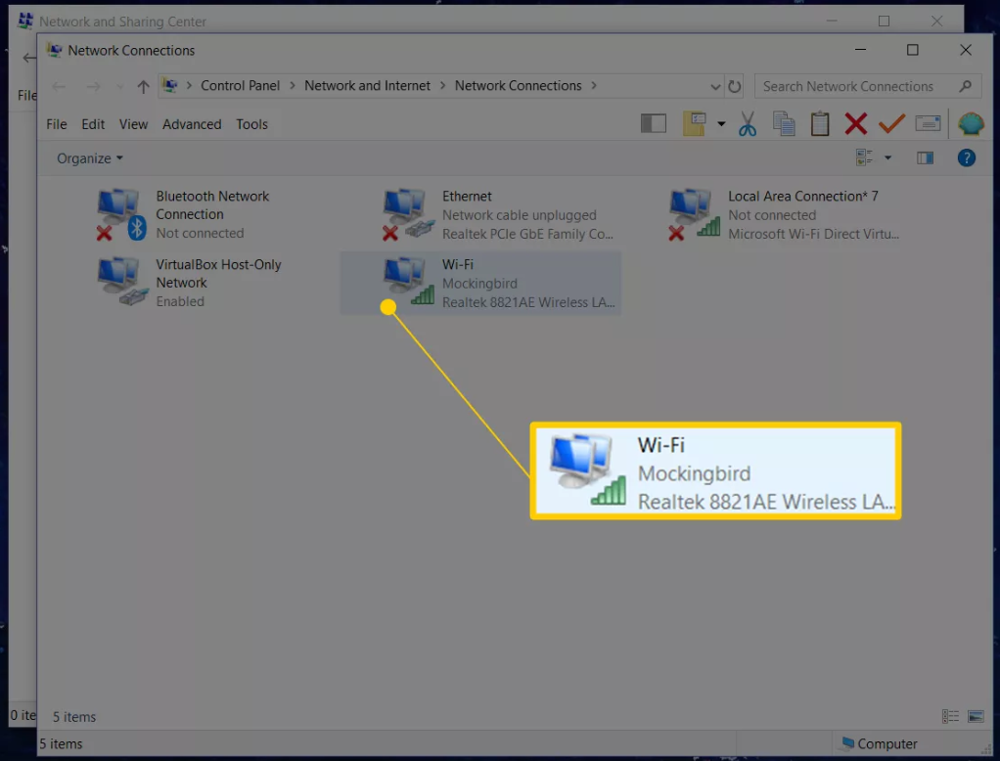 Network and Sharing Center
Network Connections
Control Panel > Network and Internet > Network Connections >
Search Network Connections
File
File Edit View Advanced Tools
Organize
Bluetooth Network
Connection
Not connected
Ethernet
Network cable unplugged
Realtek PCIe GbE Family Co...
Local Area Connection* 7
Not connected
Microsoft Wi-Fi Direct Virtu...
VirtualBox Host-Only
Network
Enabled
Wi-Fi
Mockingbird
Realtek 8821AE Wireless LA...
Wi-Fi
Mockingbird
Realtek 8821AE Wireless LA...
0 ite
5 items
5 items
Computer